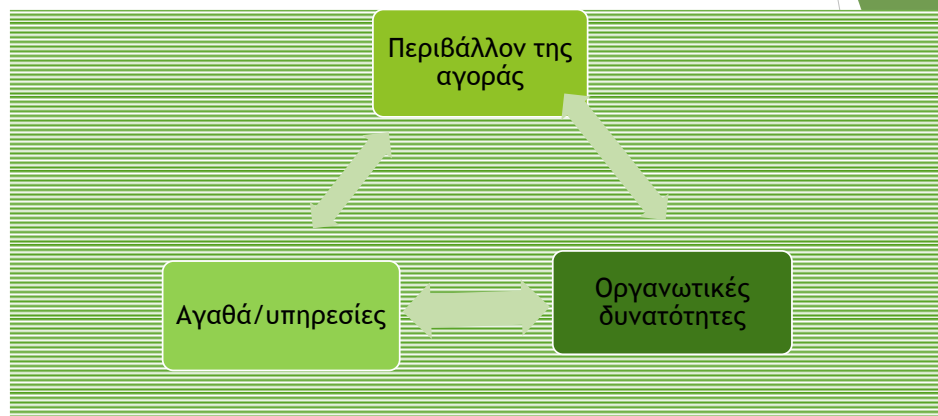 Περιβάλλον της
αγοράς
Αγαθά/υπηρεσίες
Οργανωτικές
δυνατότητες